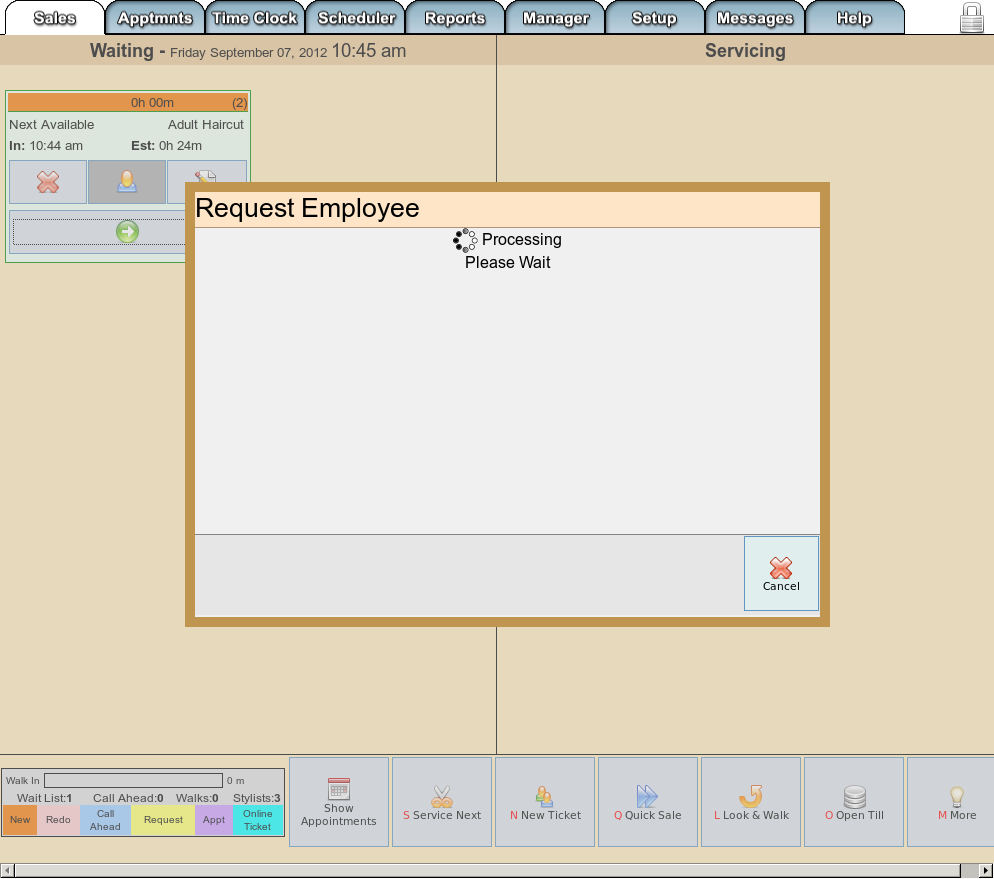 Sales Apptmnts Time Clock Scheduler Reports Manager Setup Messages Help
Waiting - Friday September 07, 2012 10:45 am
Servicing
0h 00m (2)
Next Available Adult Haircut
In: 10:44 am Est: 0h 24m
Request Employee
Processing
Please Wait
Cancel
Walk In 0 m
Wait List:1 Call Ahead:0 Walks:0 Stylists:3
New
Redo
Call
Ahead
Request
Appt
Online
Ticket
Show
Appointments
S Service Next
N New Ticket
Q Quick Sale
L Look & Walk
O Open Till
M More